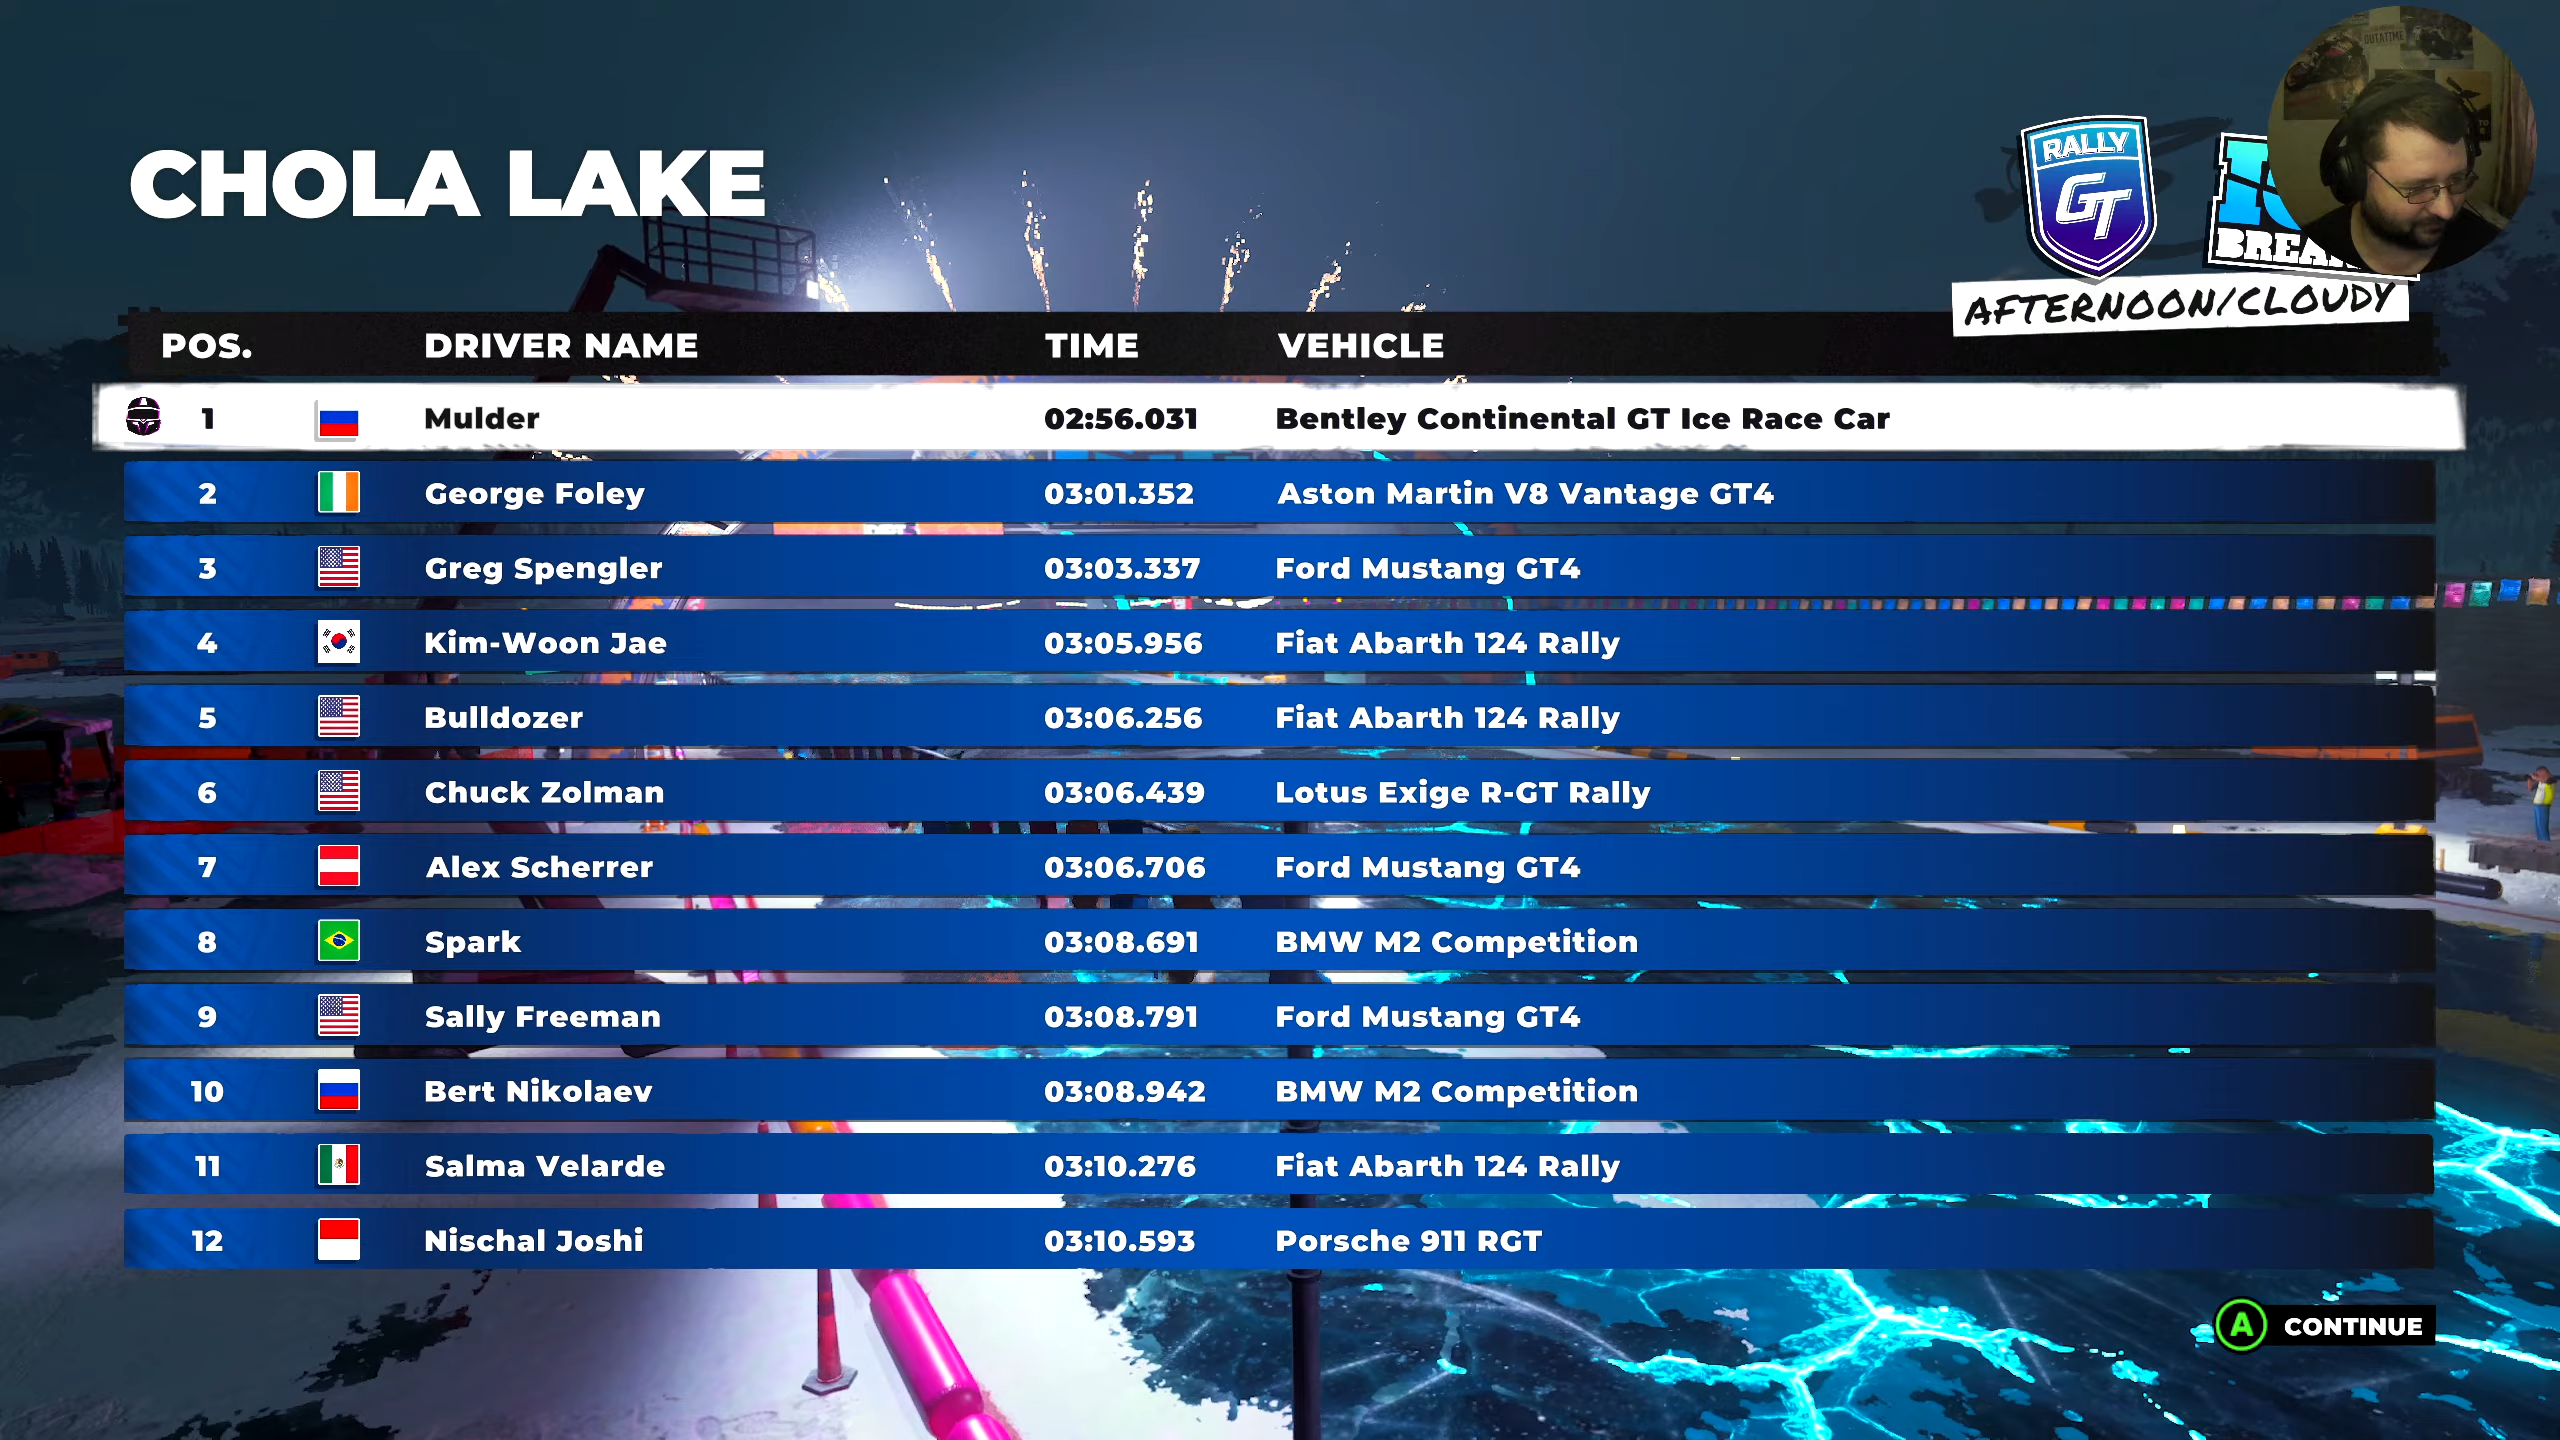 OUTATIME
CHOLA LAKE
RALLY
GT
AFTERNOON/CLOUDY
POS. DRIVER NAME TIME VEHICLE
1 Mulder 02:56.031 Bentley Continental GT Ice Race Car
2 George Foley 03:01.352 Aston Martin V8 Vantage GT4
3 Greg Spengler 03:03.337 Ford Mustang GT4
4 Kim-Woon Jae 03:05.956 Fiat Abarth 124 Rally
5 Bulldozer 03:06.256 Fiat Abarth 124 Rally
6 Chuck Zolman 03:06.439 Lotus Exige R-GT Rally
7 Alex Scherrer 03:06.706 Ford Mustang GT4
8 Spark 03:08.691 BMW M2 Competition
9 Sally Freeman 03:08.791 Ford Mustang GT4
10 Bert Nikolaev 03:08.942 BMW M2 Competition
11 Salma Velarde 03:10.276 Fiat Abarth 124 Rally
12 Nischal Joshi 03:10.593 Porsche 911 RGT
A CONTINUE